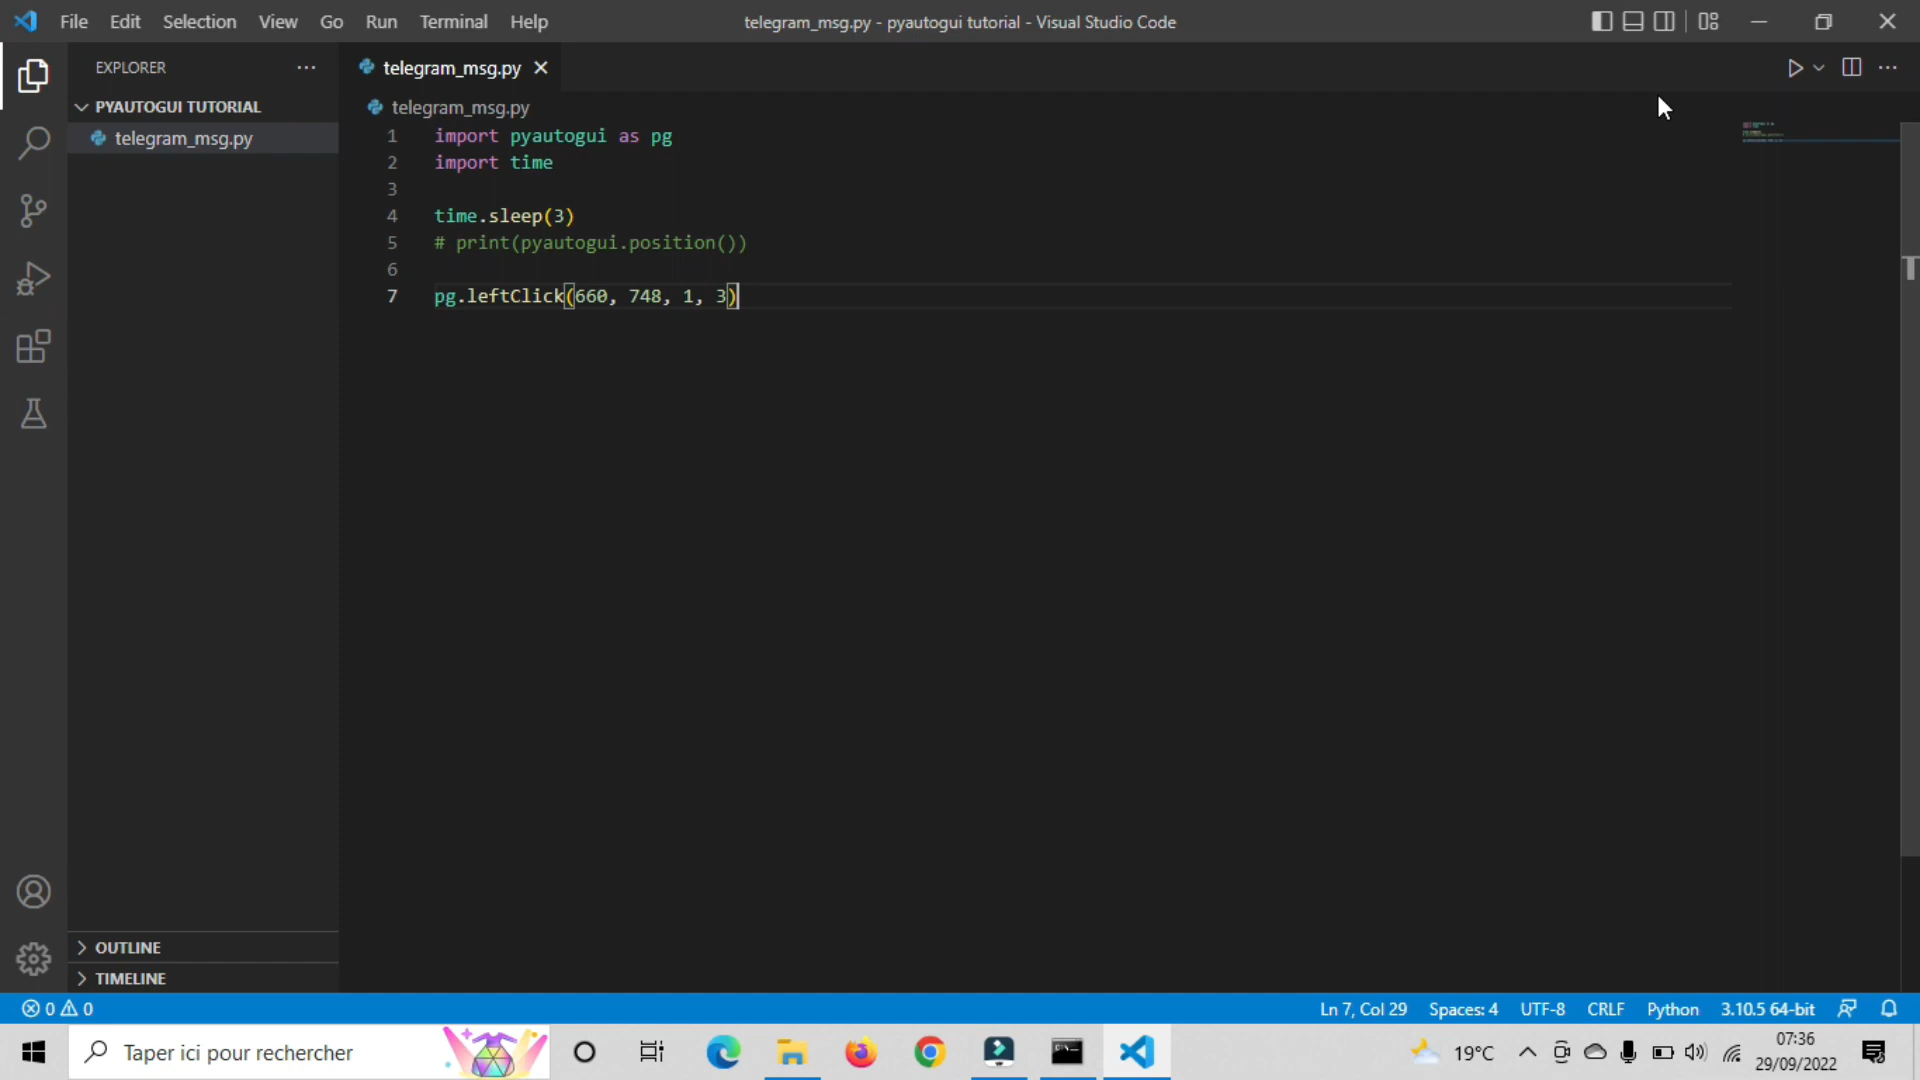 File Edit Selection View Go Run Terminal Help
telegram_msg.py - pyautogui tutorial - Visual Studio Code
EXPLORER
PYAUTOGUI TUTORIAL
telegram_msg.py
OUTLINE
TIMELINE
telegram_msg.py
telegram_msg.py
1 import pyautogui as pg
2 import time
3
4 time.sleep(3)
5 # print(pyautogui.position())
6
7 pg.leftClick(660, 748, 1, 3)
0 0
Ln 7, Col 29 Spaces: 4 UTF-8 CRLF Python 3.10.5 64-bit
Taper ici pour rechercher
19°C
07:36
29/09/2022